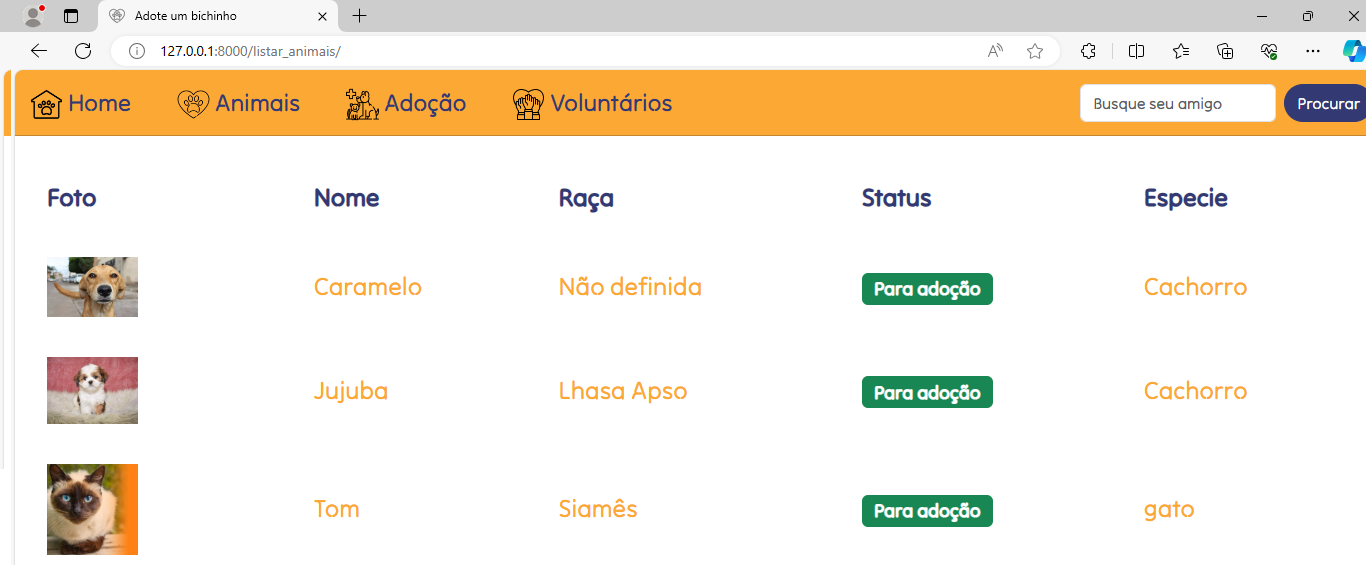 Adote um bichinho
127.0.0.1:8000/listar_animais/
Home Animais Adoção Voluntários Busque seu amigo Procurar
Foto Nome Raça Status Especie
Caramelo Não definida Para adoção Cachorro
Jujuba Lhasa Apso Para adoção Cachorro
Tom Siamês Para adoção gato